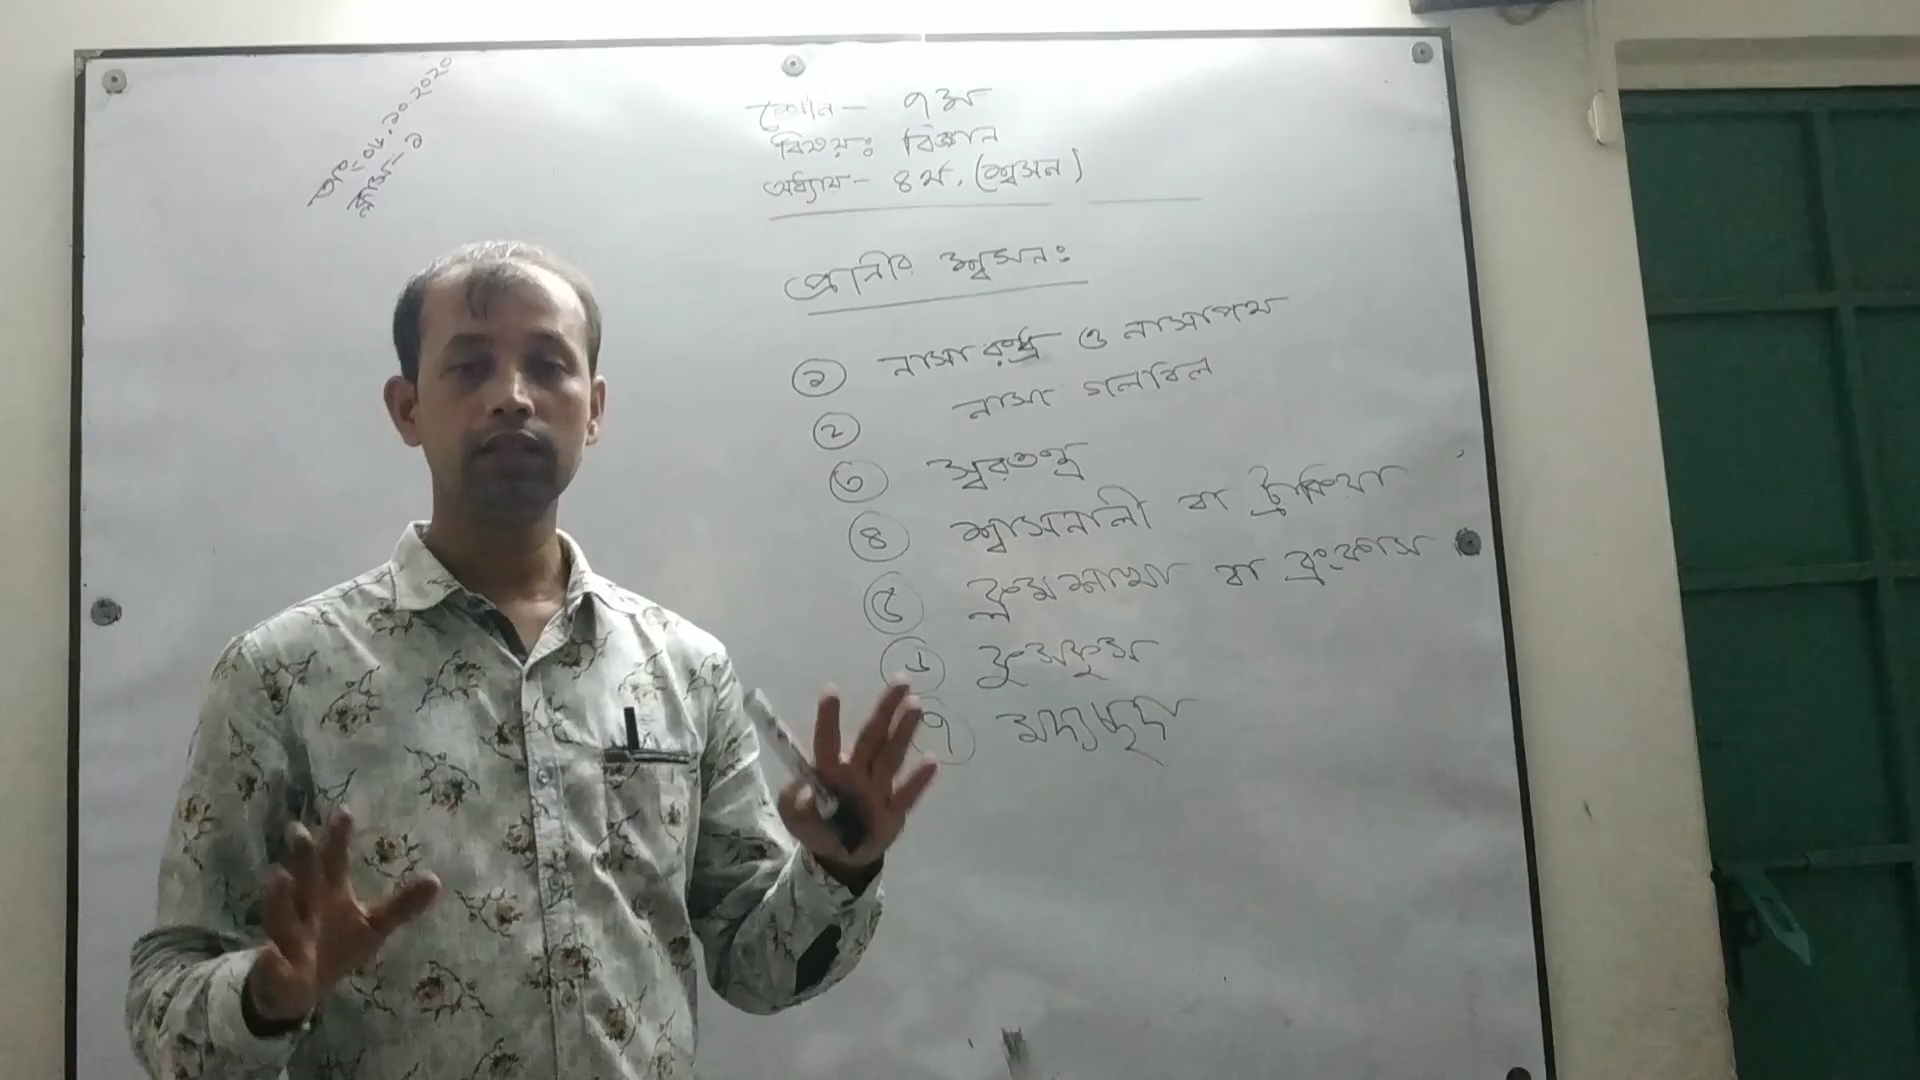 তাং- ০৮.১০.২০২০
ক্লাস- ১
শ্রেণি- ৭ম
বিষয়ঃ বিজ্ঞান
অধ্যায়- ৪র্থ, (শ্বসন)
প্রানীর শ্বসনঃ
১ নাসারন্ধ্র ও নাসাপথ
২ নাসা গলবিল
৩ স্বরতন্ত্র
৪ শ্বাসনালী বা ট্রাকিয়া
৫ ক্লুমশাখা বা ব্রংকাস
৬ ফুসফুস
৭ মধ্যচ্ছদা